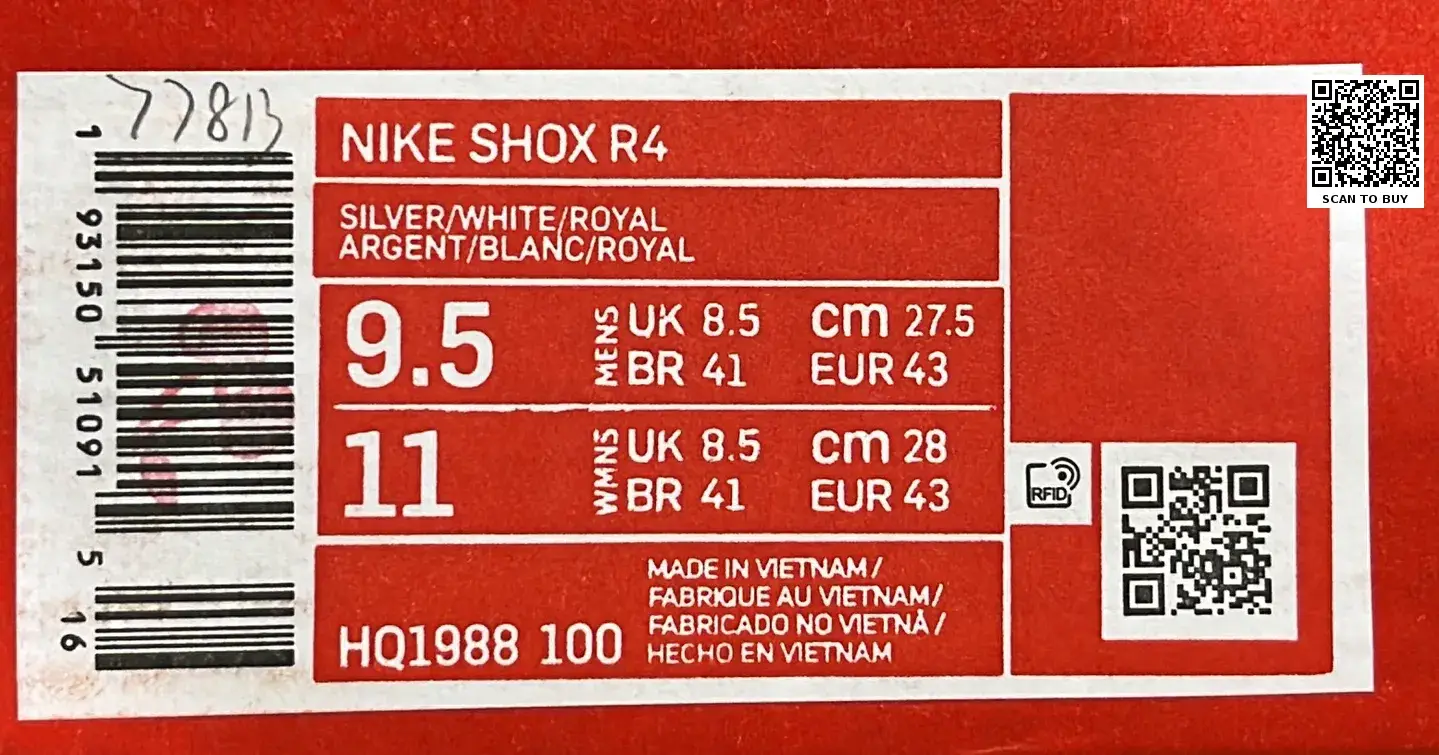 77813
1 93150 51091 5
16
NIKE SHOX R4
SILVER/WHITE/ROYAL
ARGENT/BLANC/ROYAL
9.5 MENS UK 8.5 cm 27.5
BR 41 EUR 43
11 WMNS UK 8.5 cm 28
BR 41 EUR 43
HQ1988 100
MADE IN VIETNAM/
FABRIQUE AU VIETNAM/
FABRICADO NO VIETNÃ/
HECHO EN VIETNAM
RFID
SCAN TO BUY